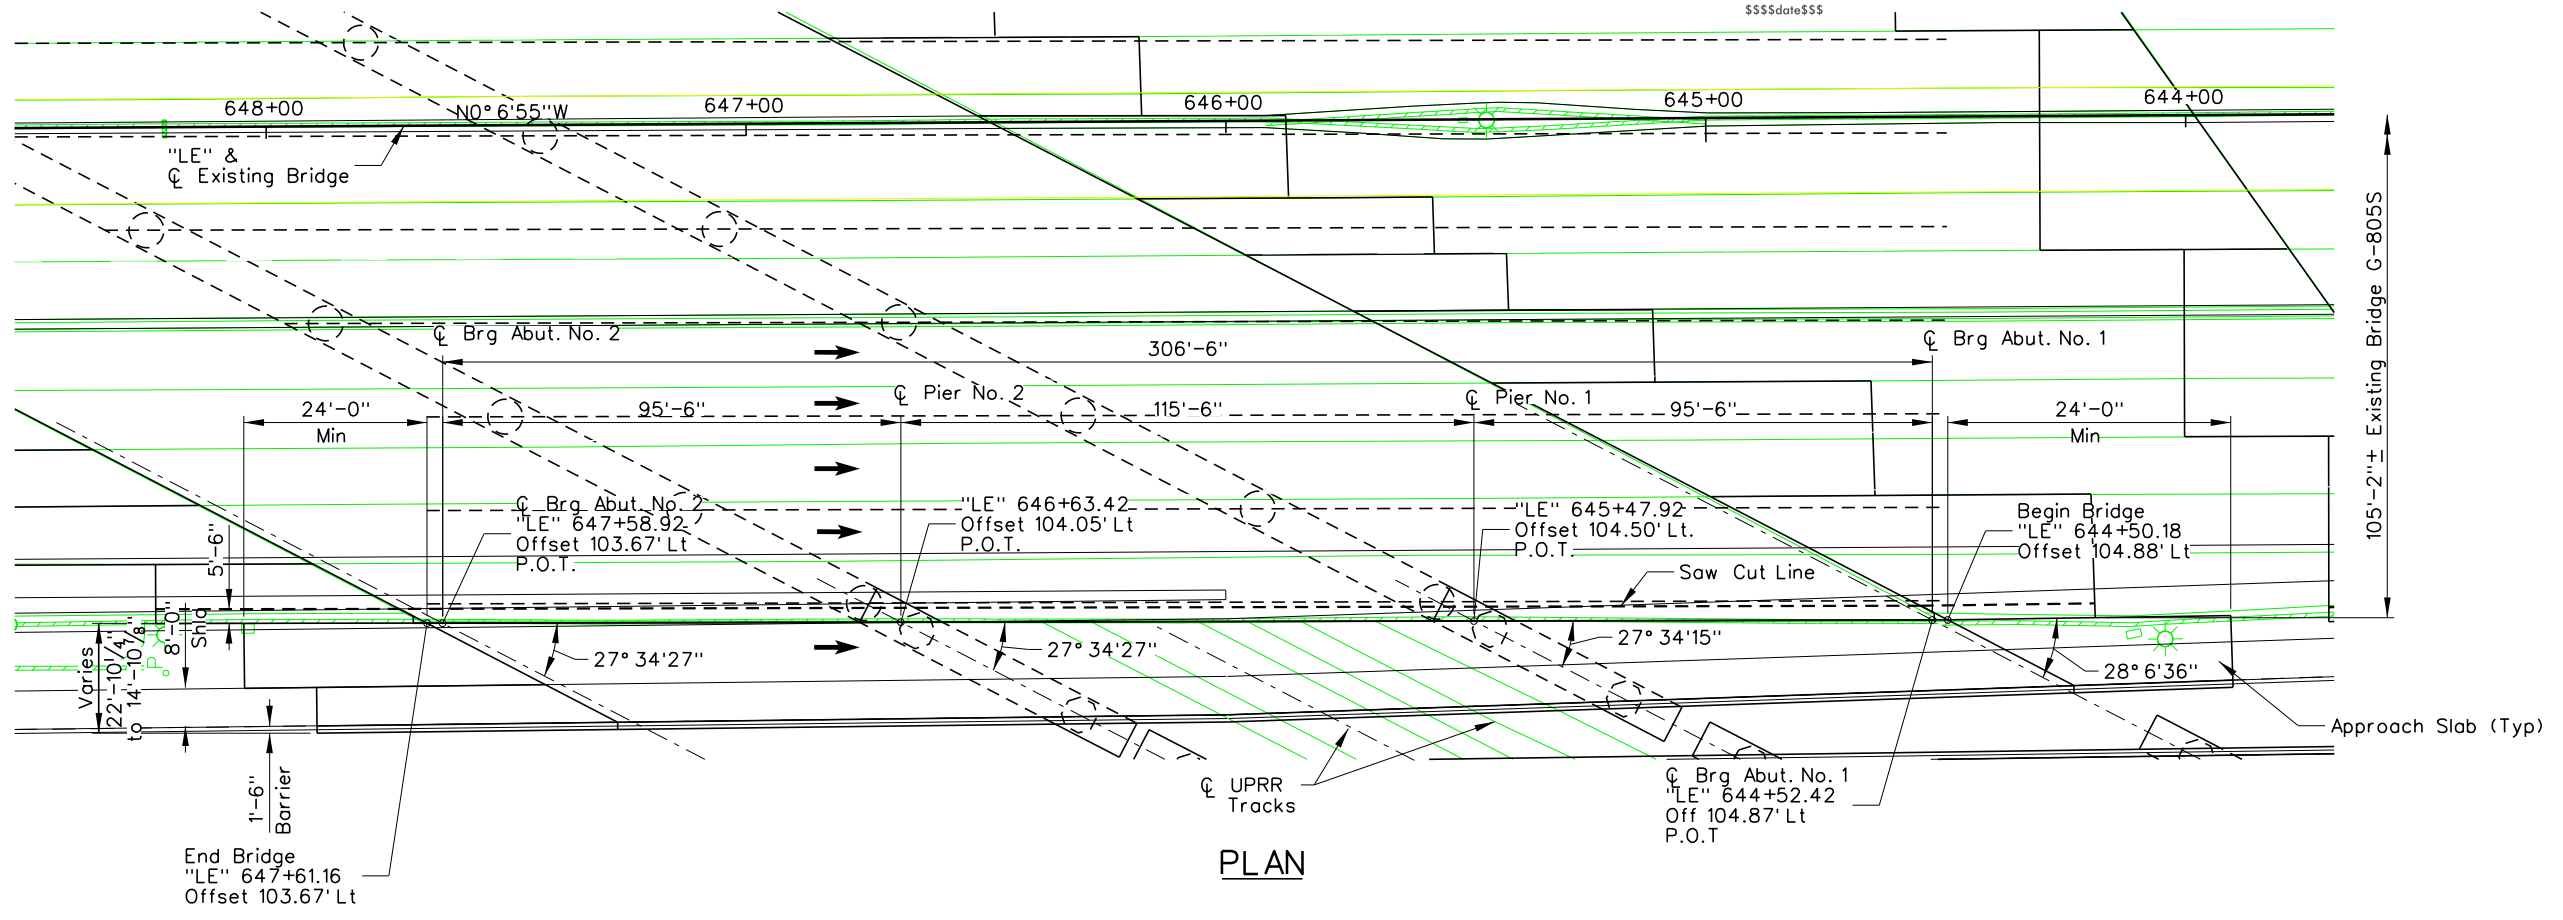 $$$$date$$$
648+00
N0° 6'55"W
647+00
646+00
645+00
644+00
"LE" &
℄ Existing Bridge
105'-2"± Existing Bridge G-805S
℄ Brg Abut. No. 2
306'-6"
℄ Brg Abut. No. 1
℄ Pier No. 2
℄ Pier No. 1
24'-0"
Min
95'-6"
115'-6"
95'-6"
24'-0"
Min
℄ Brg Abut. No. 2
"LE" 647+58.92
Offset 103.67' Lt
P.O.T.
"LE" 646+63.42
Offset 104.05' Lt
P.O.T.
"LE" 645+47.92
Offset 104.50' Lt.
P.O.T.
Begin Bridge
"LE" 644+50.18
Offset 104.88' Lt
5'-6"
Saw Cut Line
8'-0"
Shld
Varies
22'-10 1/4"
to 14'-10 7/8"
27° 34'27"
27° 34'27"
27° 34'15"
28° 6'36"
Approach Slab (Typ)
1'-6"
Barrier
℄ UPRR
Tracks
℄ Brg Abut. No. 1
"LE" 644+52.42
Off 104.87' Lt
P.O.T
End Bridge
"LE" 647+61.16
Offset 103.67' Lt
PLAN